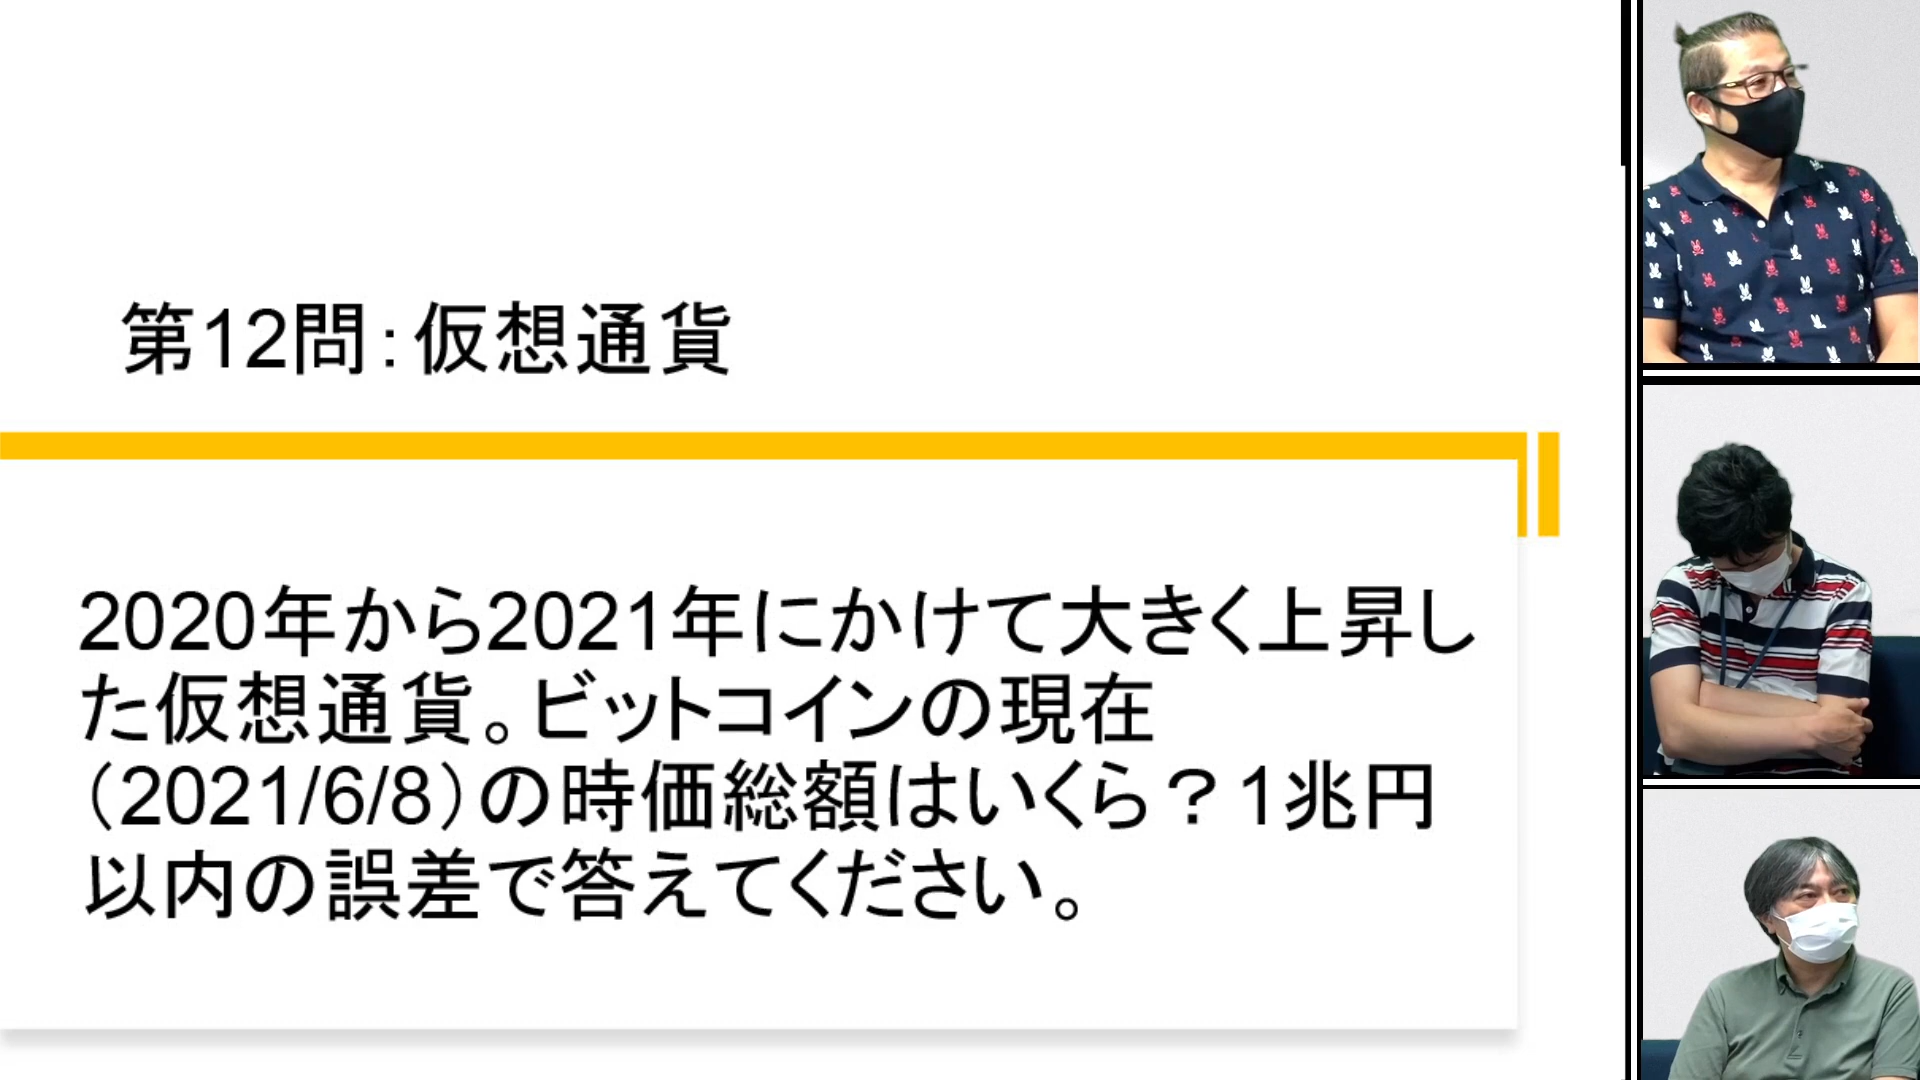 第12問：仮想通貨
2020年から2021年にかけて大きく上昇し
た仮想通貨。ビットコインの現在
（2021/6/8）の時価総額はいくら？1兆円
以内の誤差で答えてください。